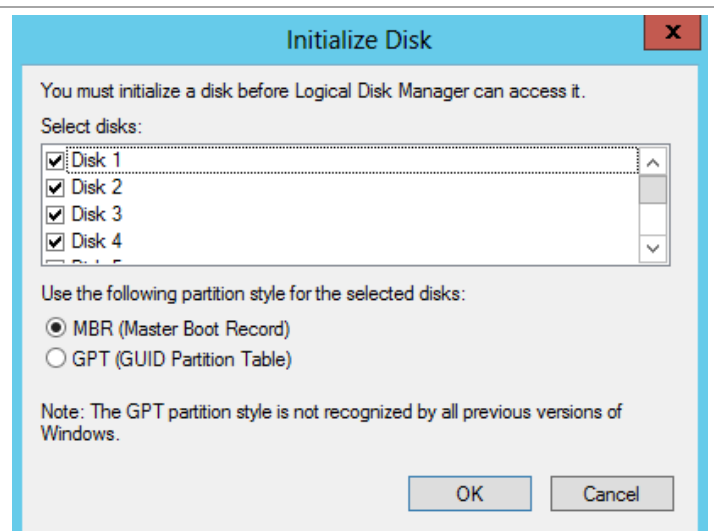 Initialize Disk
x
You must initialize a disk before Logical Disk Manager can access it.
Select disks:
Disk 1
Disk 2
Disk 3
Disk 4
Use the following partition style for the selected disks:
MBR (Master Boot Record)
GPT (GUID Partition Table)
Note: The GPT partition style is not recognized by all previous versions of
Windows.
OK Cancel